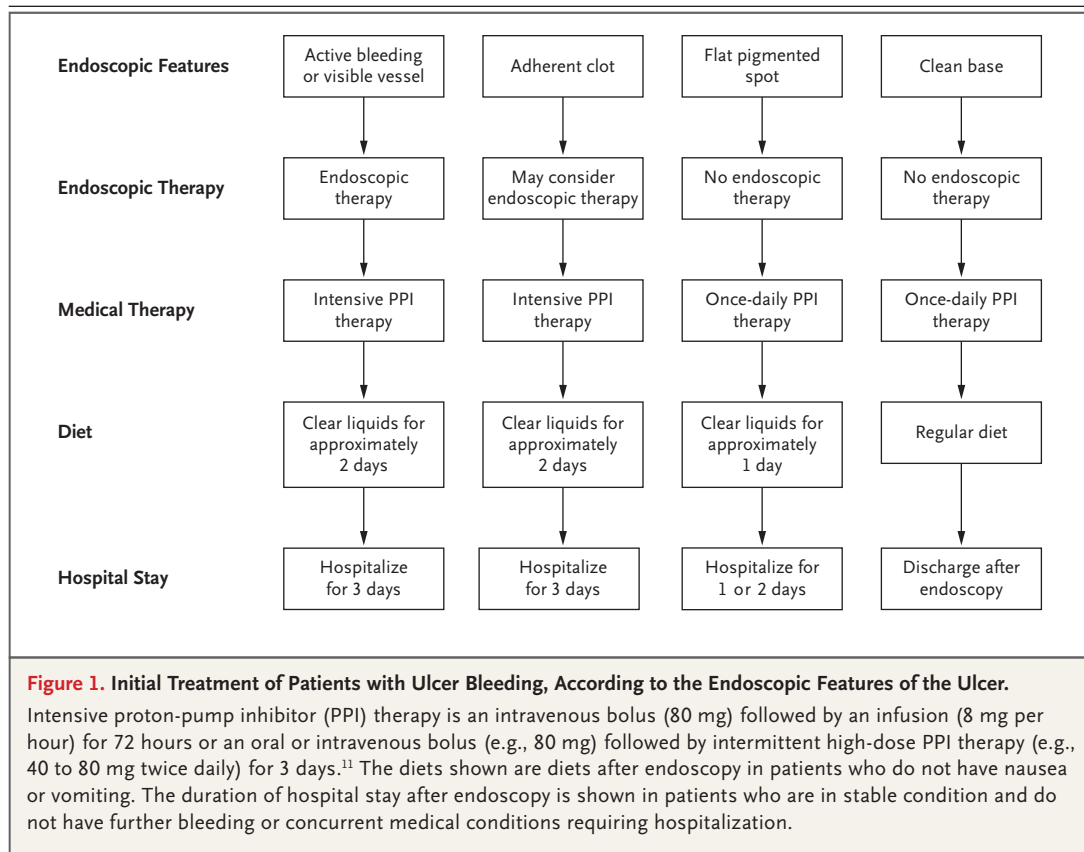 Endoscopic Features
Active bleeding
or visible vessel
Adherent clot
Flat pigmented
spot
Clean base
Endoscopic Therapy
Endoscopic
therapy
May consider
endoscopic therapy
No endoscopic
therapy
No endoscopic
therapy
Medical Therapy
Intensive PPI
therapy
Intensive PPI
therapy
Once-daily PPI
therapy
Once-daily PPI
therapy
Diet
Clear liquids for
approximately
2 days
Clear liquids for
approximately
2 days
Clear liquids for
approximately
1 day
Regular diet
Hospital Stay
Hospitalize
for 3 days
Hospitalize
for 3 days
Hospitalize for
1 or 2 days
Discharge after
endoscopy
Figure 1. Initial Treatment of Patients with Ulcer Bleeding, According to the Endoscopic Features of the Ulcer.
Intensive proton-pump inhibitor (PPI) therapy is an intravenous bolus (80 mg) followed by an infusion (8 mg per
hour) for 72 hours or an oral or intravenous bolus (e.g., 80 mg) followed by intermittent high-dose PPI therapy (e.g.,
40 to 80 mg twice daily) for 3 days.11 The diets shown are diets after endoscopy in patients who do not have nausea
or vomiting. The duration of hospital stay after endoscopy is shown in patients who are in stable condition and do
not have further bleeding or concurrent medical conditions requiring hospitalization.